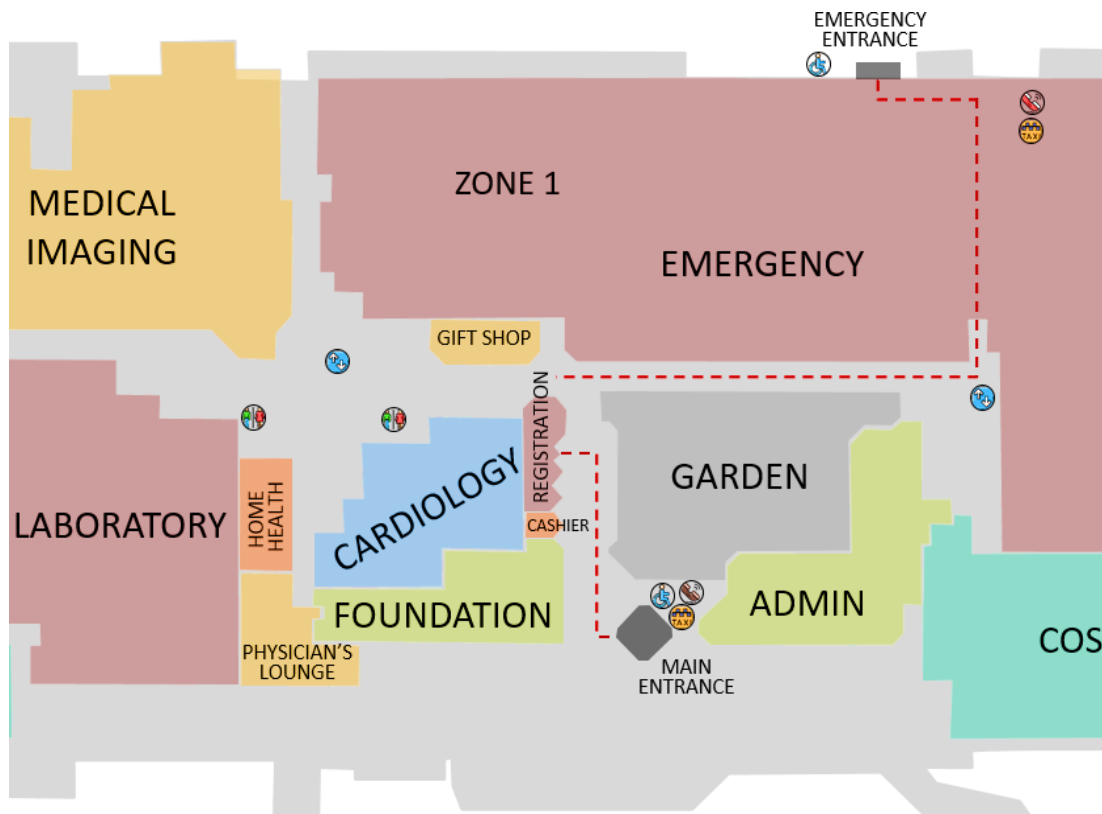 EMERGENCY
ENTRANCE
TAXI
ZONE 1
MEDICAL
IMAGING
EMERGENCY
GIFT SHOP
REGISTRATION
CARDIOLOGY
GARDEN
HOME
HEALTH
LABORATORY
CASHIER
FOUNDATION
TAXI
ADMIN
PHYSICIAN'S
LOUNGE
MAIN
ENTRANCE
COS